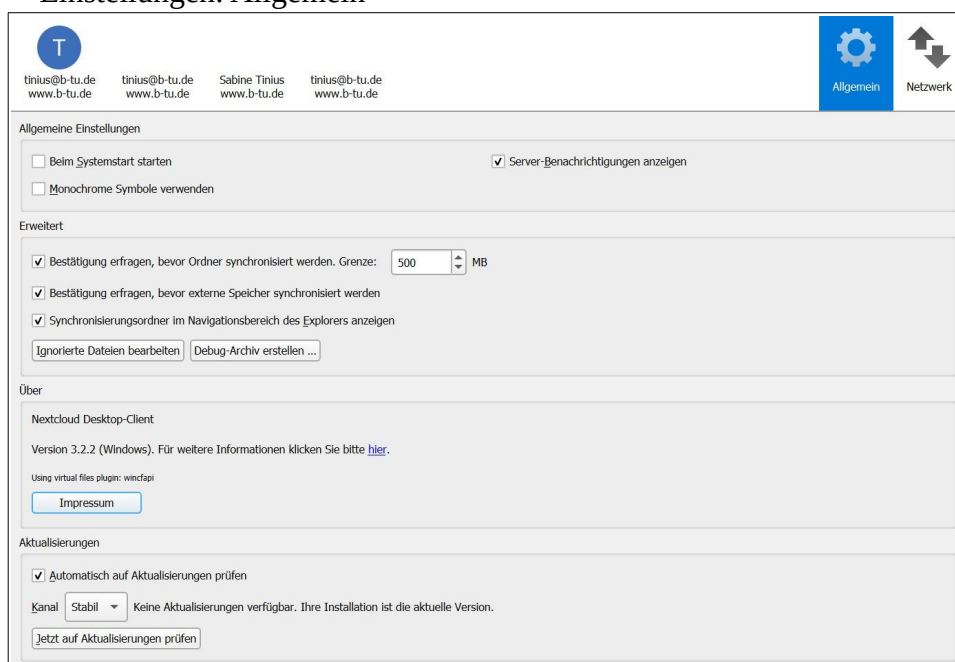 Einstellungen: Allgemein
T
tinius@b-tu.de
www.b-tu.de
tinius@b-tu.de
www.b-tu.de
Sabine Tinius
www.b-tu.de
tinius@b-tu.de
www.b-tu.de
Allgemein
Netzwerk
Allgemeine Einstellungen
Beim Systemstart starten
Server-Benachrichtigungen anzeigen
Monochrome Symbole verwenden
Erweitert
Bestätigung erfragen, bevor Ordner synchronisiert werden. Grenze: 500 MB
Bestätigung erfragen, bevor externe Speicher synchronisiert werden
Synchronisierungsordner im Navigationsbereich des Explorers anzeigen
Ignorierte Dateien bearbeiten Debug-Archiv erstellen ...
Über
Nextcloud Desktop-Client
Version 3.2.2 (Windows). Für weitere Informationen klicken Sie bitte hier.
Using virtual files plugin: wincfapi
Impressum
Aktualisierungen
Automatisch auf Aktualisierungen prüfen
Kanal Stabil Keine Aktualisierungen verfügbar. Ihre Installation ist die aktuelle Version.
Jetzt auf Aktualisierungen prüfen